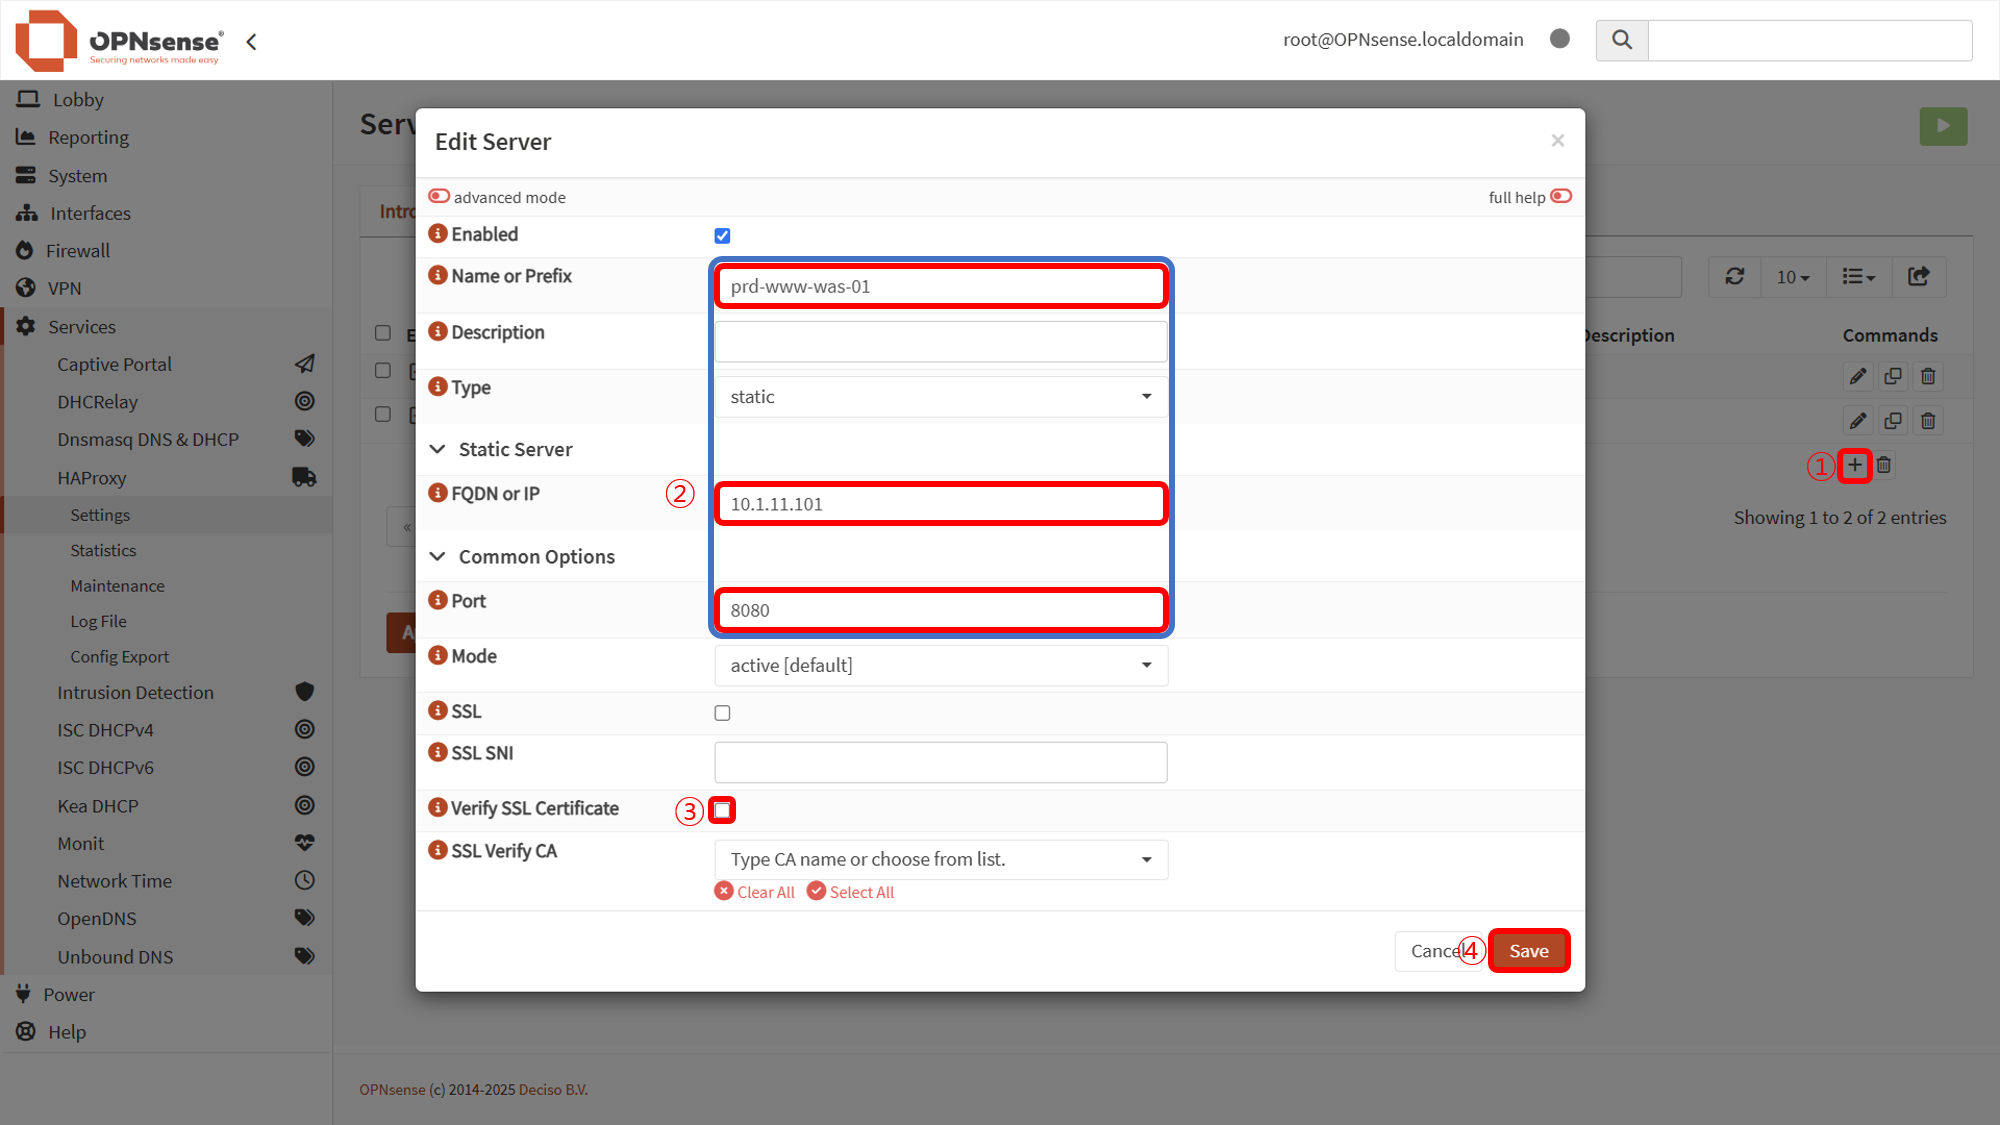 OPNsense®
Securing networks made easy
root@OPNsense.localdomain
Lobby
Reporting
System
Interfaces
Firewall
VPN
Services
Captive Portal
DHCRelay
Dnsmasq DNS & DHCP
HAProxy
Settings
Statistics
Maintenance
Log File
Config Export
Intrusion Detection
ISC DHCPv4
ISC DHCPv6
Kea DHCP
Monit
Network Time
OpenDNS
Unbound DNS
Power
Help
Edit Server
×
advanced mode
full help
Enabled
Name or Prefix
prd-www-was-01
Description
Type
static
Static Server
FQDN or IP
②
10.1.11.101
Common Options
Port
8080
Mode
active [default]
SSL
SSL SNI
Verify SSL Certificate
③
SSL Verify CA
Type CA name or choose from list.
Clear All
Select All
Cancel
④
Save
10
Description
Commands
①
+
«
Showing 1 to 2 of 2 entries
OPNsense (c) 2014-2025 Deciso B.V.